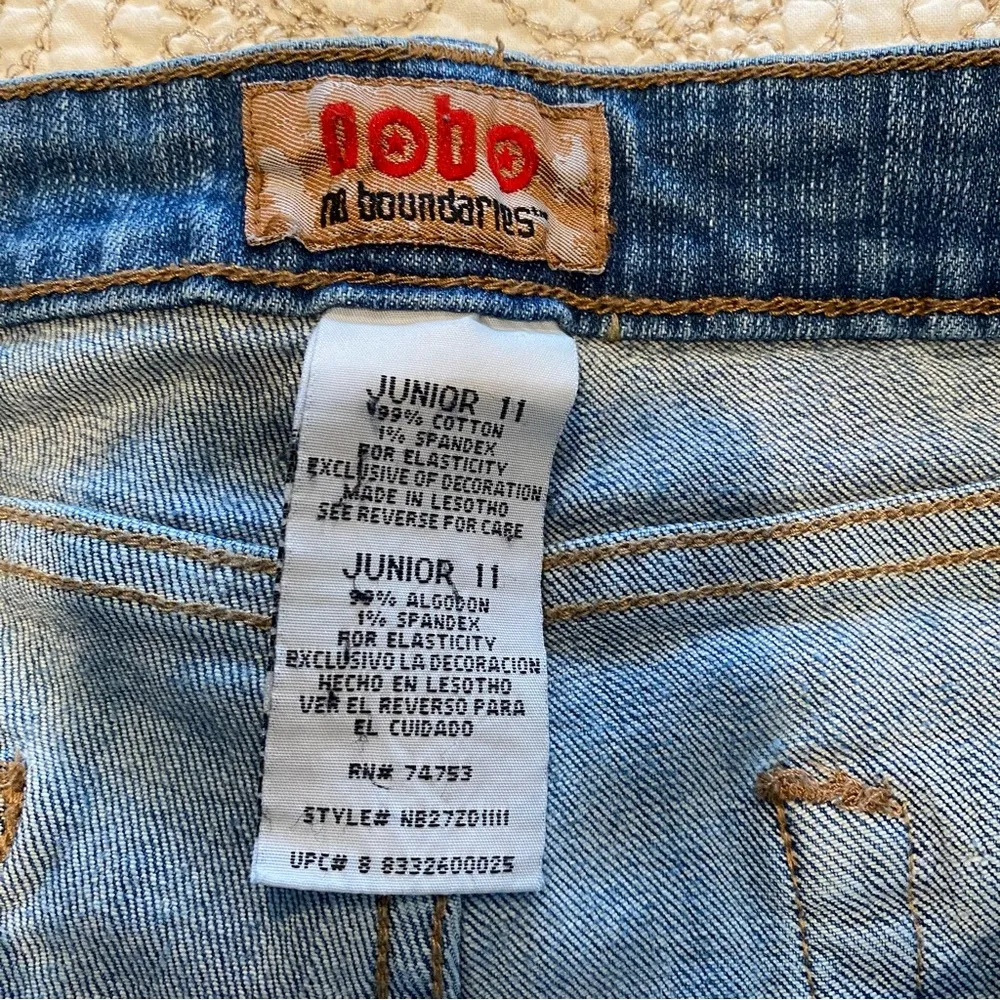 nobo
no boundaries™
JUNIOR 11
99% COTTON
1% SPANDEX
FOR ELASTICITY
EXCLUSIVE OF DECORATION
MADE IN LESOTHO
SEE REVERSE FOR CARE
JUNIOR 11
99% ALGODON
1% SPANDEX
FOR ELASTICITY
EXCLUSIVO LA DECORACION
HECHO EN LESOTHO
VER EL REVERSO PARA
EL CUIDADO
RN# 74753
STYLE# NB27Z01111
UPC# 8 8332600025